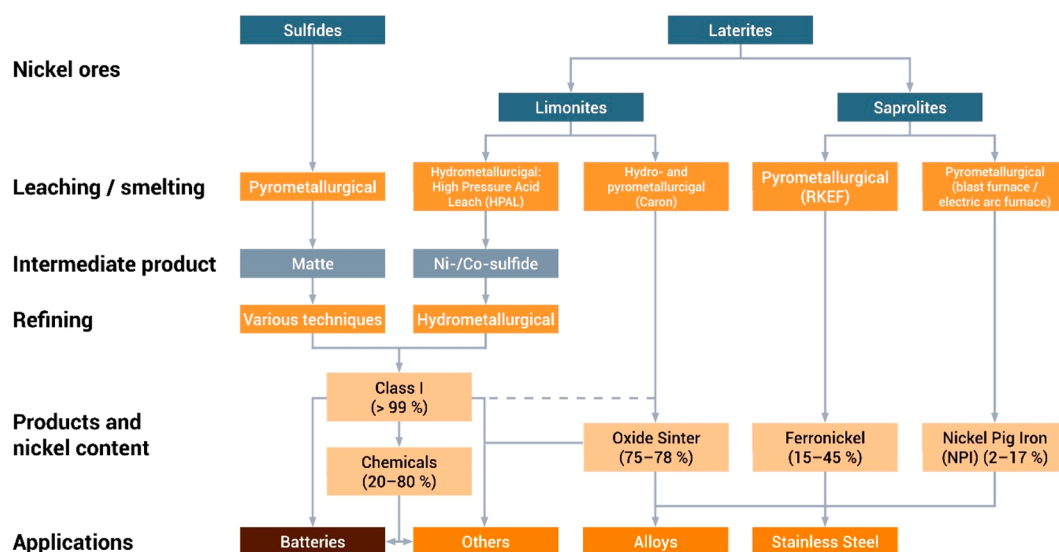 Sulfides
Laterites
Nickel ores
Limonites
Saprolites
Leaching / smelting
Pyrometallurgical
Hydrometallurcigal:
High Pressure Acid
Leach (HPAL)
Hydro- and
pyrometallurcigal
(Caron)
Pyrometallurgical
(RKEF)
Pyrometallurgical
(blast furnace /
electric arc furnace)
Intermediate product
Matte
Ni-/Co-sulfide
Refining
Various techniques
Hydrometallurgical
Products and
nickel content
Class I
(> 99 %)
Chemicals
(20–80 %)
Oxide Sinter
(75–78 %)
Ferronickel
(15–45 %)
Nickel Pig Iron
(NPI) (2–17 %)
Applications
Batteries
Others
Alloys
Stainless Steel